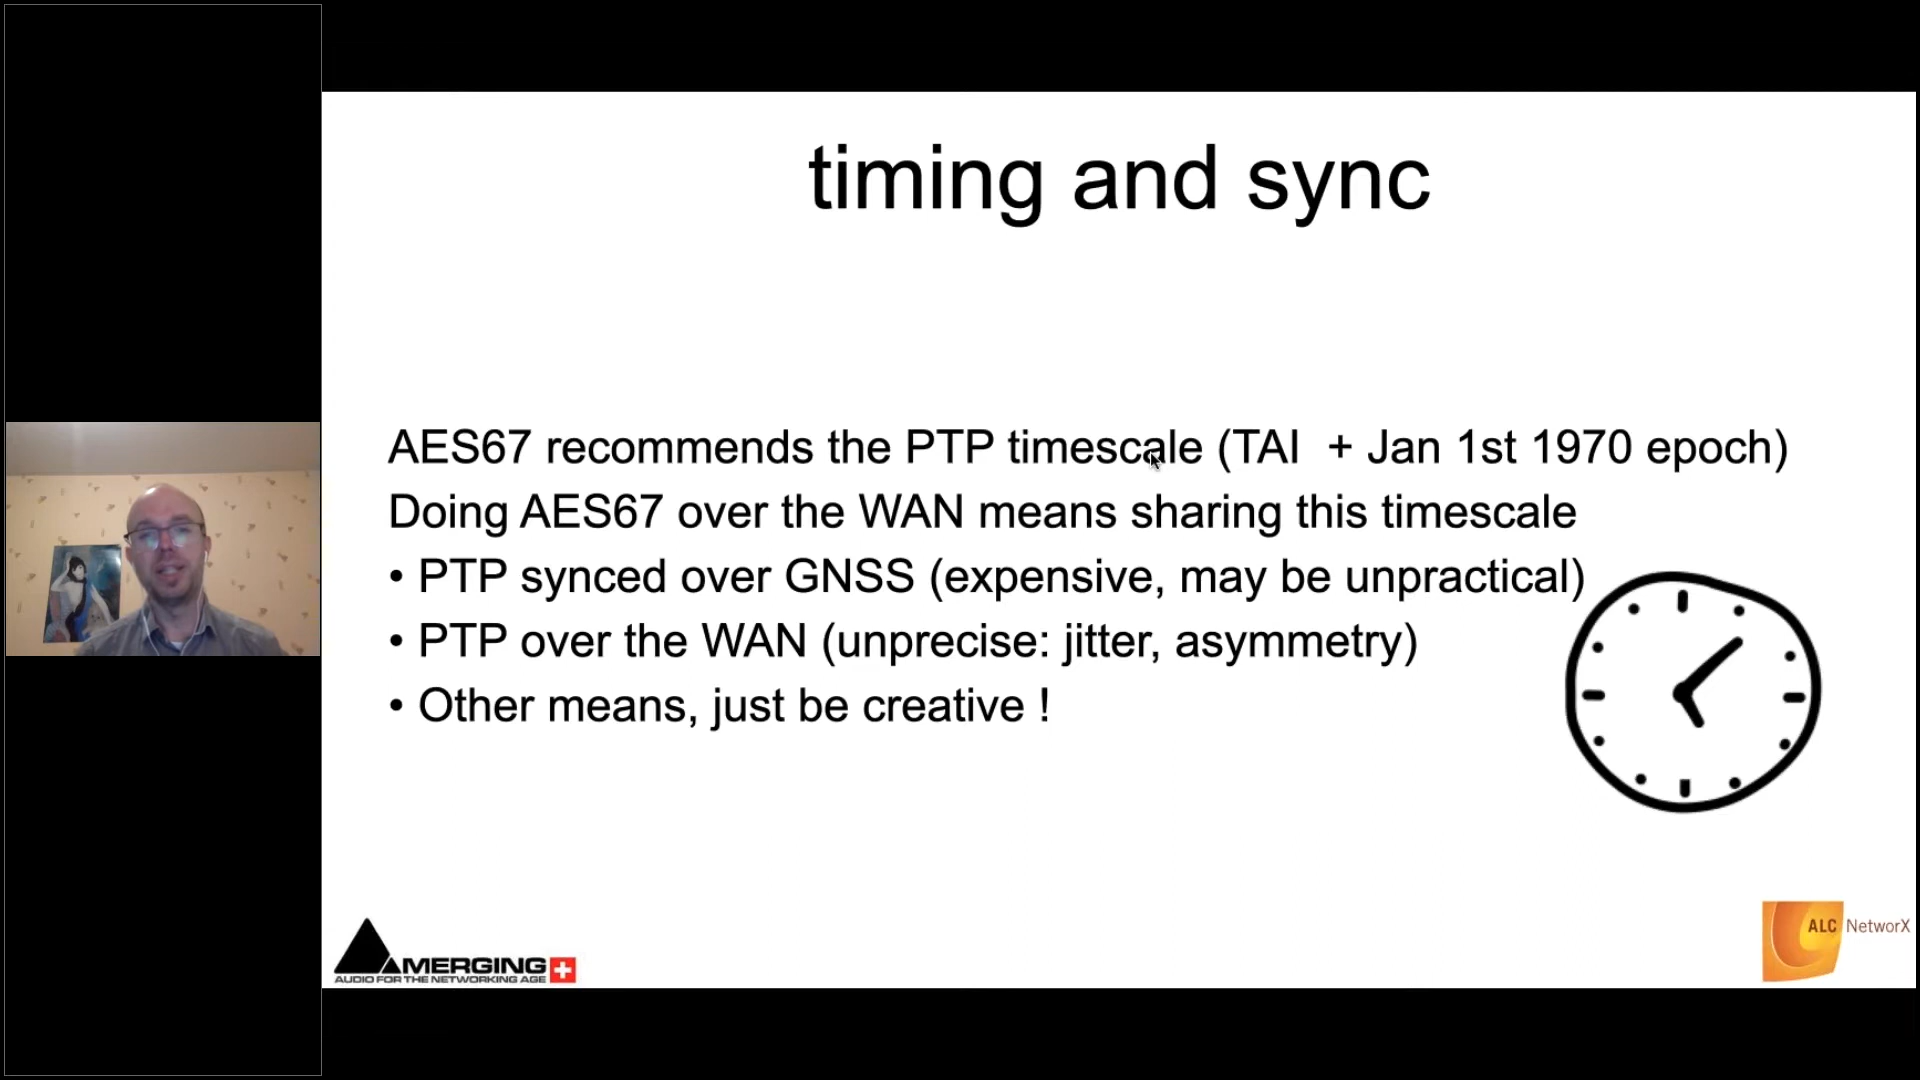 timing and sync
AES67 recommends the PTP timescale (TAI + Jan 1st 1970 epoch)
Doing AES67 over the WAN means sharing this timescale
• PTP synced over GNSS (expensive, may be unpractical)
• PTP over the WAN (unprecise: jitter, asymmetry)
• Other means, just be creative !
MERGING
AUDIO FOR THE NETWORKING AGE
ALC NetworX